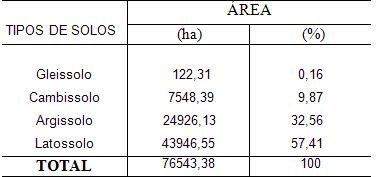 TIPOS DE SOLOS ÁREA
(ha) (%)
Gleissolo 122,31 0,16
Cambissolo 7548,39 9,87
Argissolo 24926,13 32,56
Latossolo 43946,55 57,41
TOTAL 76543,38 100